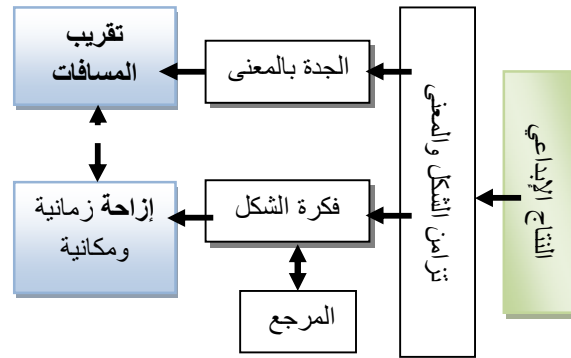 النتاج الإبداعي
تزامن الشكل والمعنى
الجدة بالمعنى
تقريب
المسافات
فكرة الشكل
إزاحة زمانية
ومكانية
المرجع